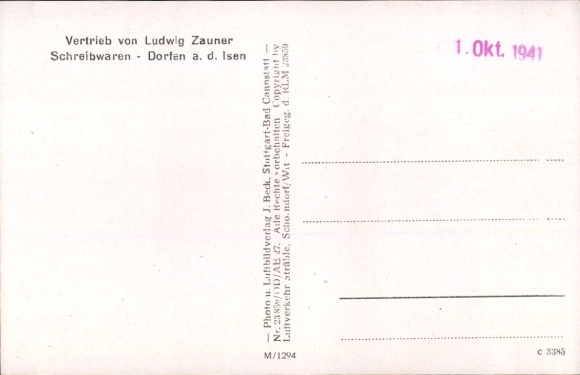 Vertrieb von Ludwig Zauner
Schreibwaren - Dorfen a. d. Isen
1. Okt. 1941
— Photo u. Luftbildverlag J. Beck, Stuttgart-Bad Cannstatt —
Nr. 23859/OD/AE 27. Alle Rechte vorbehalten Copyright by
Luftverkehr Strähle, Schorndorf/Wtt - Freigeg. d. RLM 23859
M/1294
c 3385